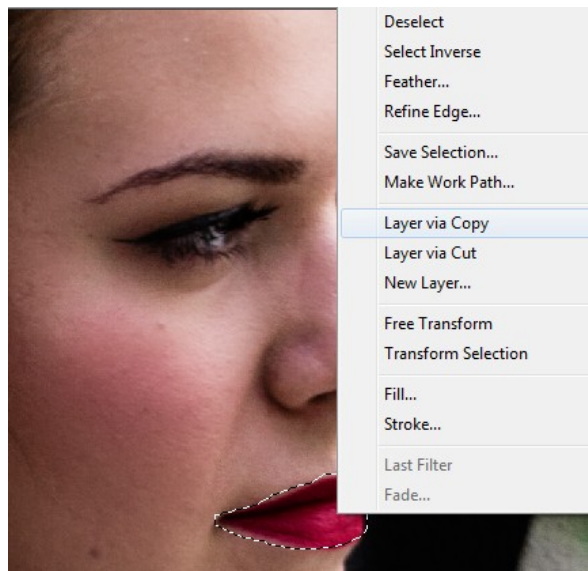 Deselect
Select Inverse
Feather...
Refine Edge...
Save Selection...
Make Work Path...
Layer via Copy
Layer via Cut
New Layer...
Free Transform
Transform Selection
Fill...
Stroke...
Last Filter
Fade...